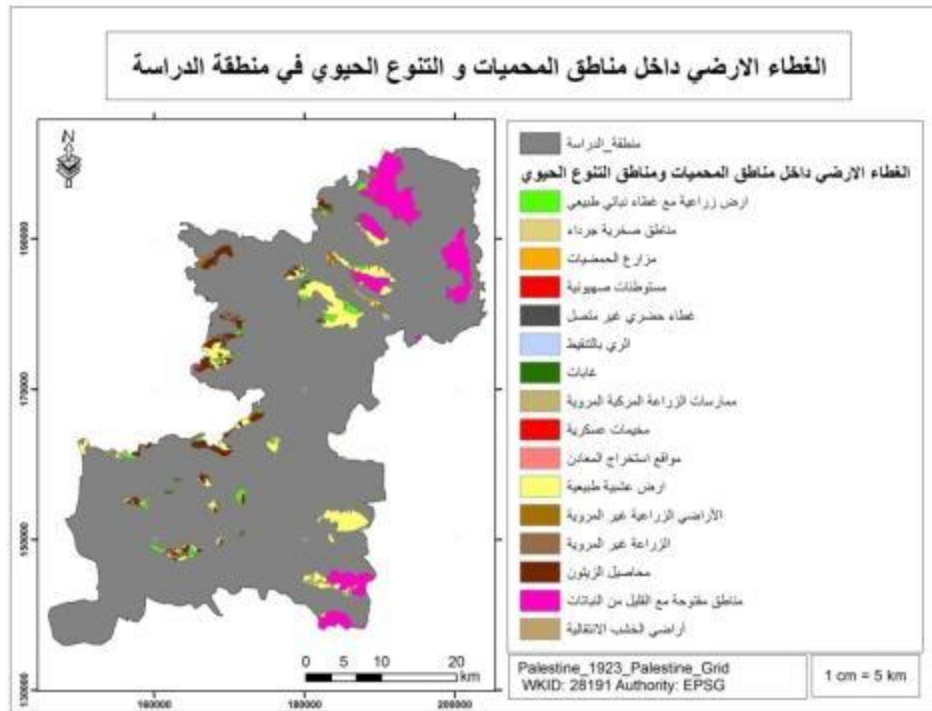 الغطاء الارضي داخل مناطق المحميات و التنوع الحيوي في منطقة الدراسة
N
منطقة_الدراسة
الغطاء الارضي داخل مناطق المحميات ومناطق التنوع الحيوي
ارض زراعية مع غطاء نباتي طبيعي
مناطق صخرية جرداء
مزارع الحمضيات
مستوطنات صهيونية
غطاء حضري غير متصل
الري بالتنقيط
غابات
ممارسات الزراعة المركبة المروية
مخيمات عسكرية
مواقع استخراج المعادن
ارض عشبية طبيعية
الأراضي الزراعية غير المروية
الزراعة غير المروية
محاصيل الزيتون
مناطق مفتوحة مع القليل من النباتات
أراضي الخشب الانتقالية
170000
150000
130000
160000
180000
200000
0 5 10 20
km
Palestine_1923_Palestine_Grid
WKID: 28191 Authority: EPSG
1 cm = 5 km